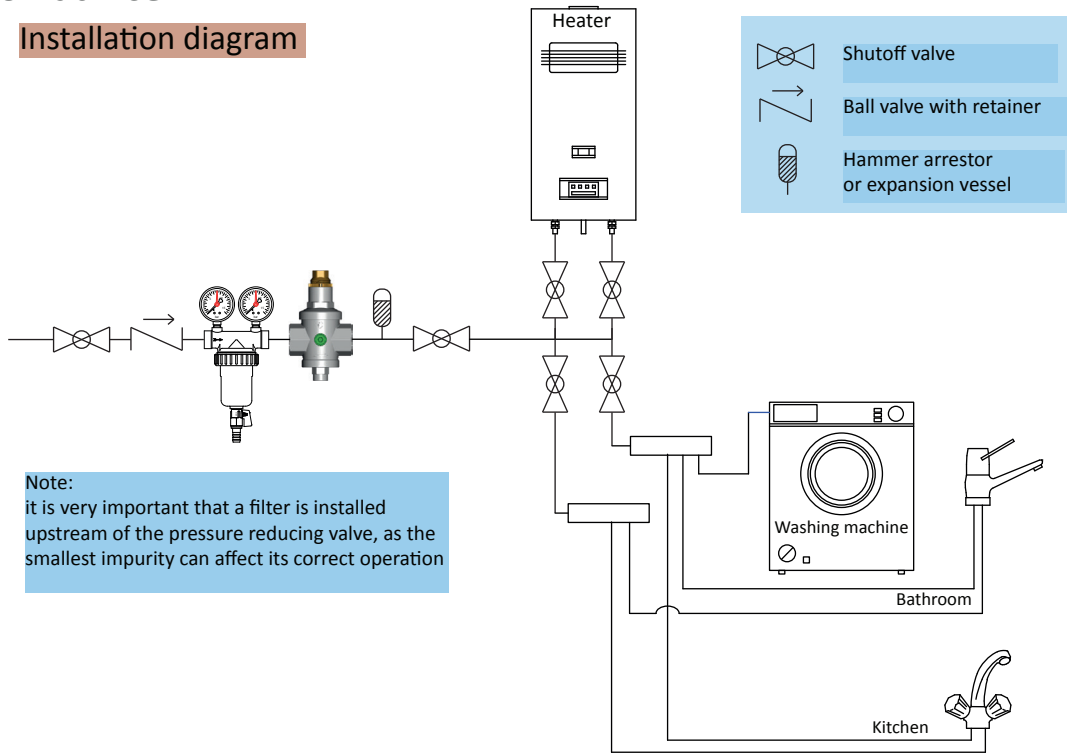 Installation diagram
Heater
Shutoff valve
Ball valve with retainer
Hammer arrestor
or expansion vessel
Note:
it is very important that a filter is installed
upstream of the pressure reducing valve, as the
smallest impurity can affect its correct operation
Washing machine
Bathroom
Kitchen